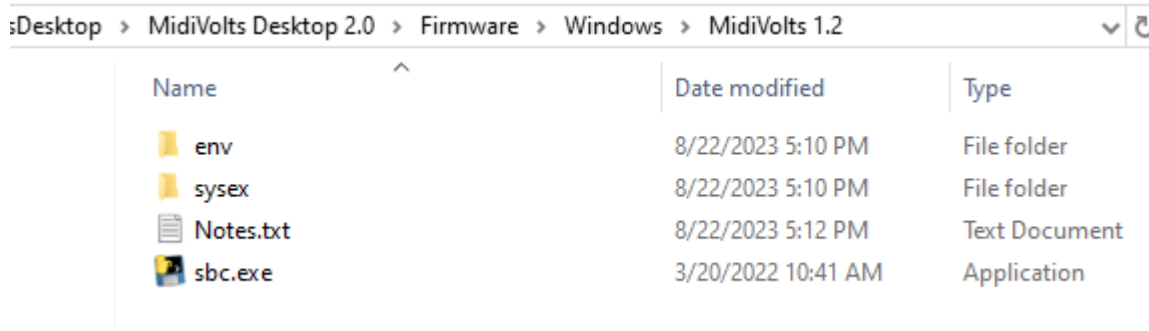 sDesktop > MidiVolts Desktop 2.0 > Firmware > Windows > MidiVolts 1.2
Name Date modified Type
env 8/22/2023 5:10 PM File folder
sysex 8/22/2023 5:10 PM File folder
Notes.txt 8/22/2023 5:12 PM Text Document
sbc.exe 3/20/2022 10:41 AM Application